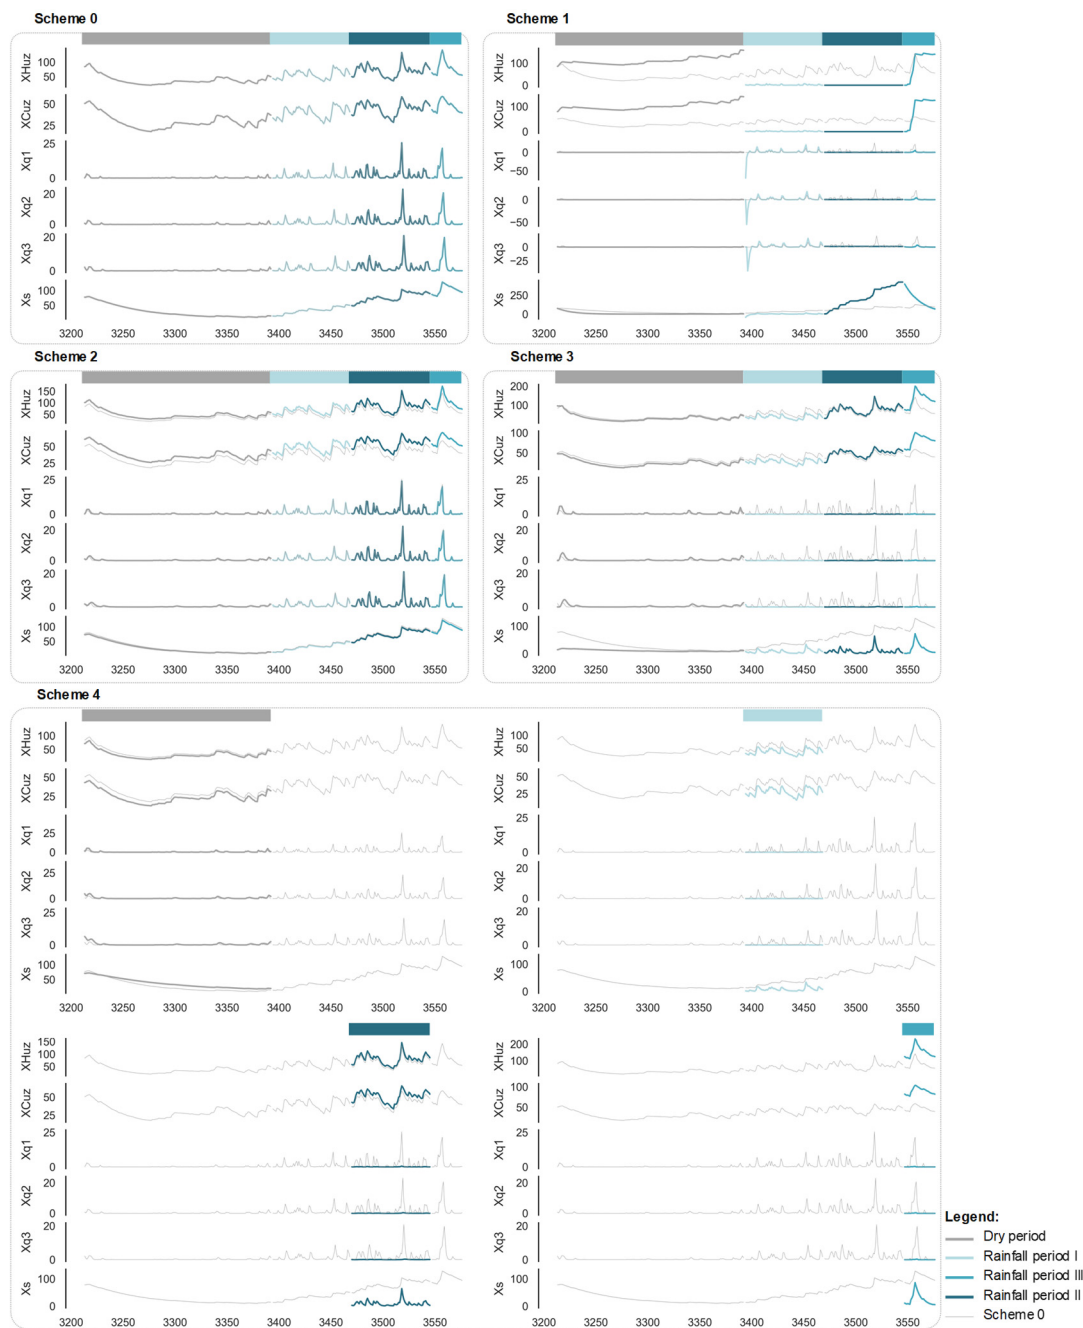 Scheme 0
XHuz
100
50
XCuz
50
25
Xq1
25
0
Xq2
20
0
Xq3
20
0
Xs
100
50
3200 3250 3300 3350 3400 3450 3500 3550
Scheme 1
XHuz
100
0
XCuz
100
0
Xq1
0
−50
Xq2
0
−50
Xq3
0
−25
Xs
250
0
3200 3250 3300 3350 3400 3450 3500 3550
Scheme 2
XHuz
150
100
50
XCuz
50
25
Xq1
25
0
Xq2
20
0
Xq3
20
0
Xs
100
50
3200 3250 3300 3350 3400 3450 3500 3550
Scheme 3
XHuz
200
100
XCuz
100
50
Xq1
25
0
Xq2
20
0
Xq3
20
0
Xs
100
0
3200 3250 3300 3350 3400 3450 3500 3550
Scheme 4
XHuz
100
50
XCuz
50
25
Xq1
25
0
Xq2
25
0
Xq3
25
0
Xs
100
50
3200 3250 3300 3350 3400 3450 3500 3550
XHuz
100
50
XCuz
50
25
Xq1
25
0
Xq2
20
0
Xq3
20
0
Xs
100
0
3200 3250 3300 3350 3400 3450 3500 3550
XHuz
150
100
50
XCuz
50
0
Xq1
25
0
Xq2
20
0
Xq3
20
0
Xs
100
0
3200 3250 3300 3350 3400 3450 3500 3550
XHuz
200
100
XCuz
100
50
Xq1
25
0
Xq2
20
0
Xq3
20
0
Xs
100
0
3200 3250 3300 3350 3400 3450 3500 3550
Legend:
Dry period
Rainfall period I
Rainfall period III
Rainfall period II
Scheme 0